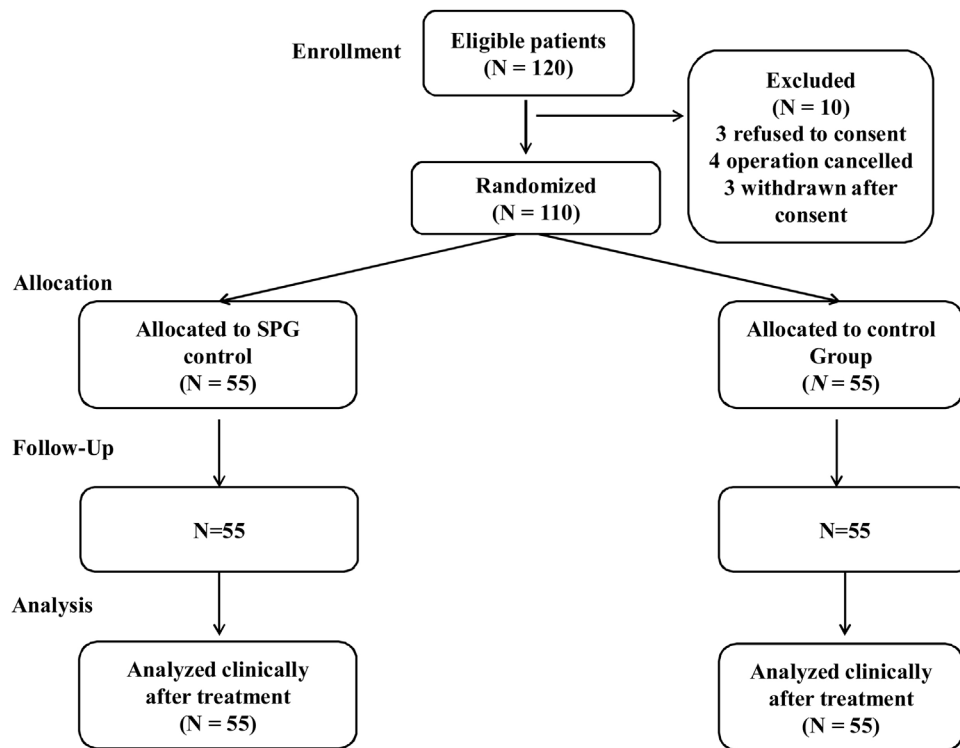 Enrollment
Eligible patients
(N = 120)
Excluded
(N = 10)
3 refused to consent
4 operation cancelled
3 withdrawn after
consent
Randomized
(N = 110)
Allocation
Allocated to SPG
control
(N = 55)
Allocated to control
Group
(N = 55)
Follow-Up
N=55
N=55
Analysis
Analyzed clinically
after treatment
(N = 55)
Analyzed clinically
after treatment
(N = 55)